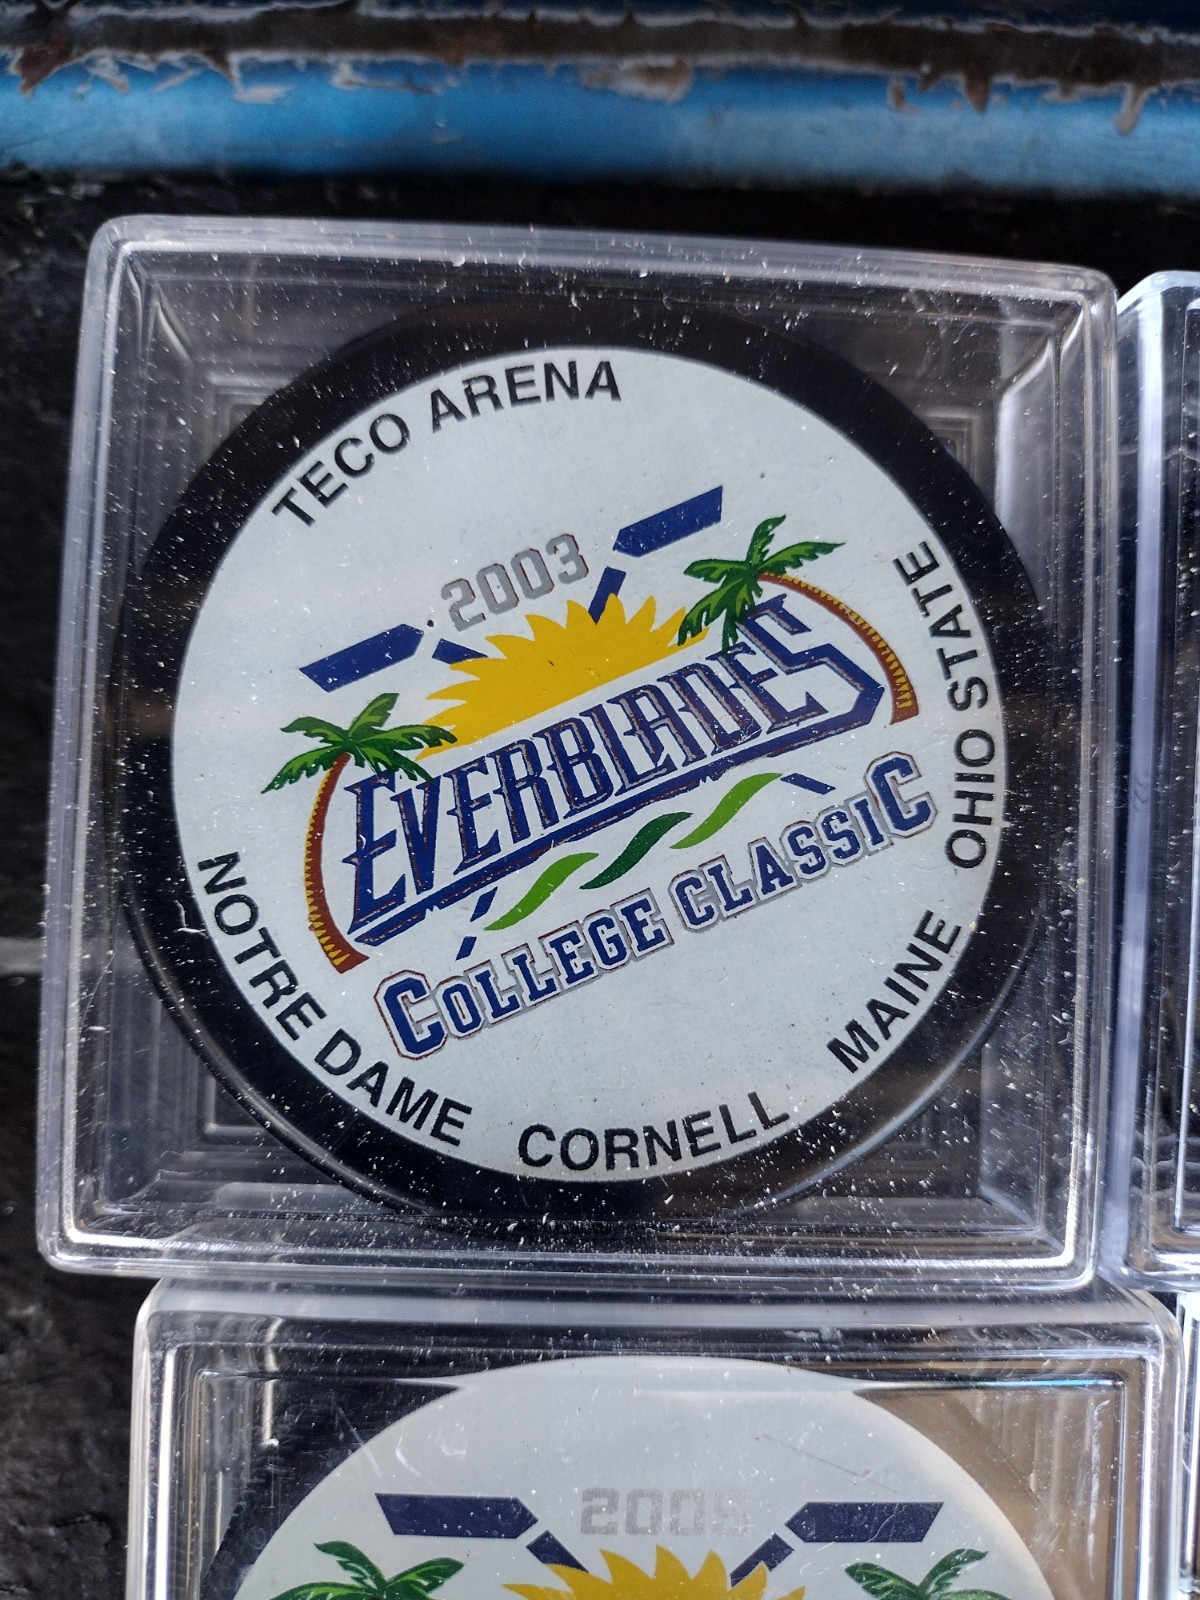 TECO ARENA
2003
EVERBLADES
COLLEGE CLASSIC
NOTRE DAME
CORNELL
MAINE
OHIO STATE
2005